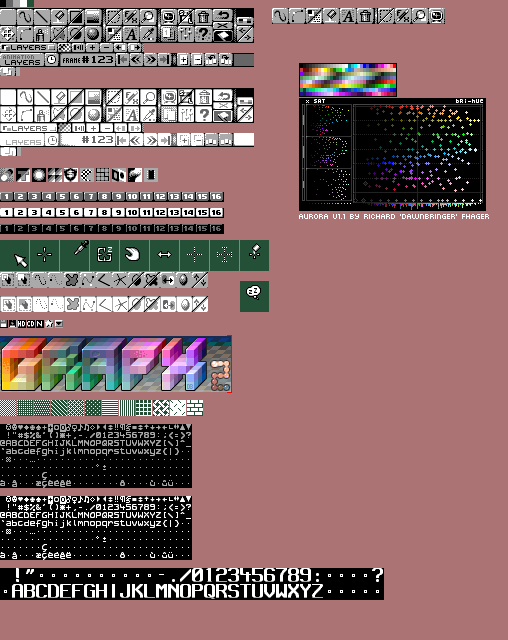 LAYERS
ANIMATION
LAYERS FRAME #123
LAYERS
LAYERS #123
× SAT bri-HUE
AURORA V1.1 BY RICHARD 'DAWNBRINGER' FHAGER
1 2 3 4 5 6 7 8 9 10 11 12 13 14 15 16
1 2 3 4 5 6 7 8 9 10 11 12 13 14 15 16
1 2 3 4 5 6 7 8 9 10 11 12 13 14 15 16
HD CD N
GRAFX2
!"#$%&'()*+,-./0123456789:;<=>?
@ABCDEFGHIJKLMNOPQRSTUVWXYZ[\]^_
`abcdefghijklmnopqrstuvwxyz{|}
!"#$%&'()*+,-./0123456789:;<=>?
@ABCDEFGHIJKLMNOPQRSTUVWXYZ[\]^_
`abcdefghijklmnopqrstuvwxyz{|}
!"··········-./0123456789:····?
·ABCDEFGHIJKLMNOPQRSTUVWXYZ·····